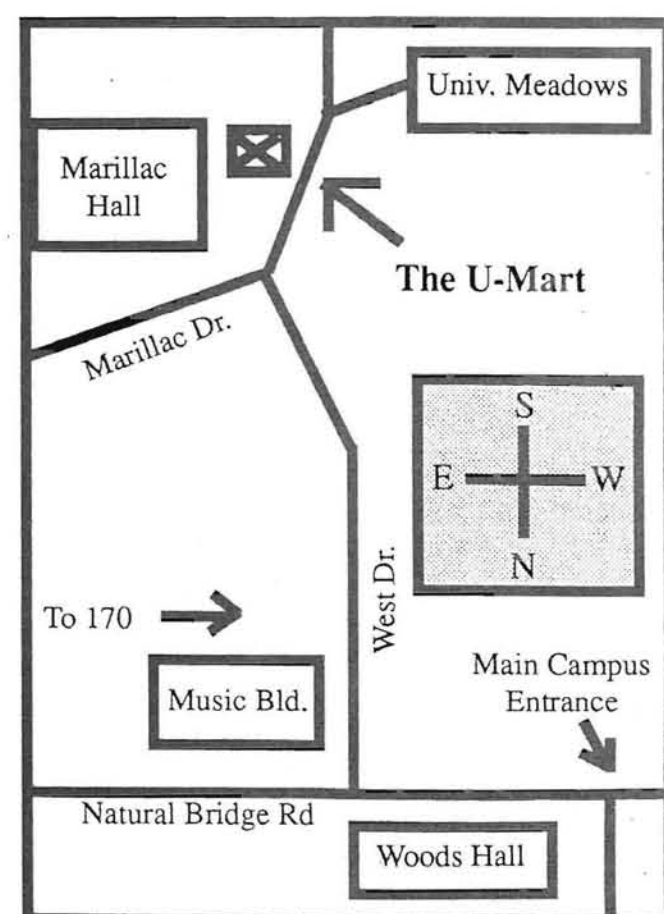 Univ. Meadows
Marillac
Hall
The U-Mart
Marillac Dr.
S
E W
N
West Dr.
To 170
Main Campus
Entrance
Music Bld.
Natural Bridge Rd
Woods Hall